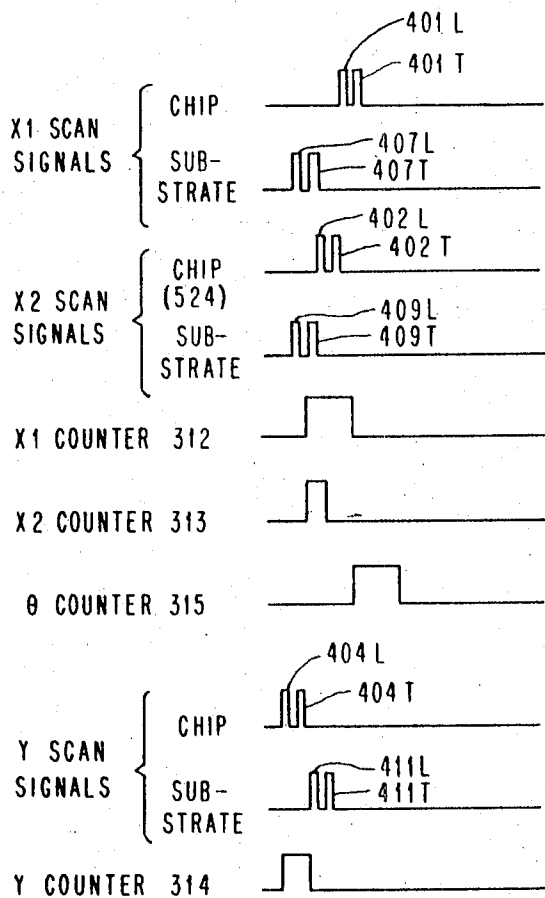 401 L
401 T
X1 SCAN
SIGNALS
CHIP
SUB-
STRATE
407L
407T
402 L
402 T
X2 SCAN
SIGNALS
CHIP
(524)
SUB-
STRATE
409L
409T
X1 COUNTER 312
X2 COUNTER 313
θ COUNTER 315
404 L
404 T
Y SCAN
SIGNALS
CHIP
SUB-
STRATE
411L
411T
Y COUNTER 314